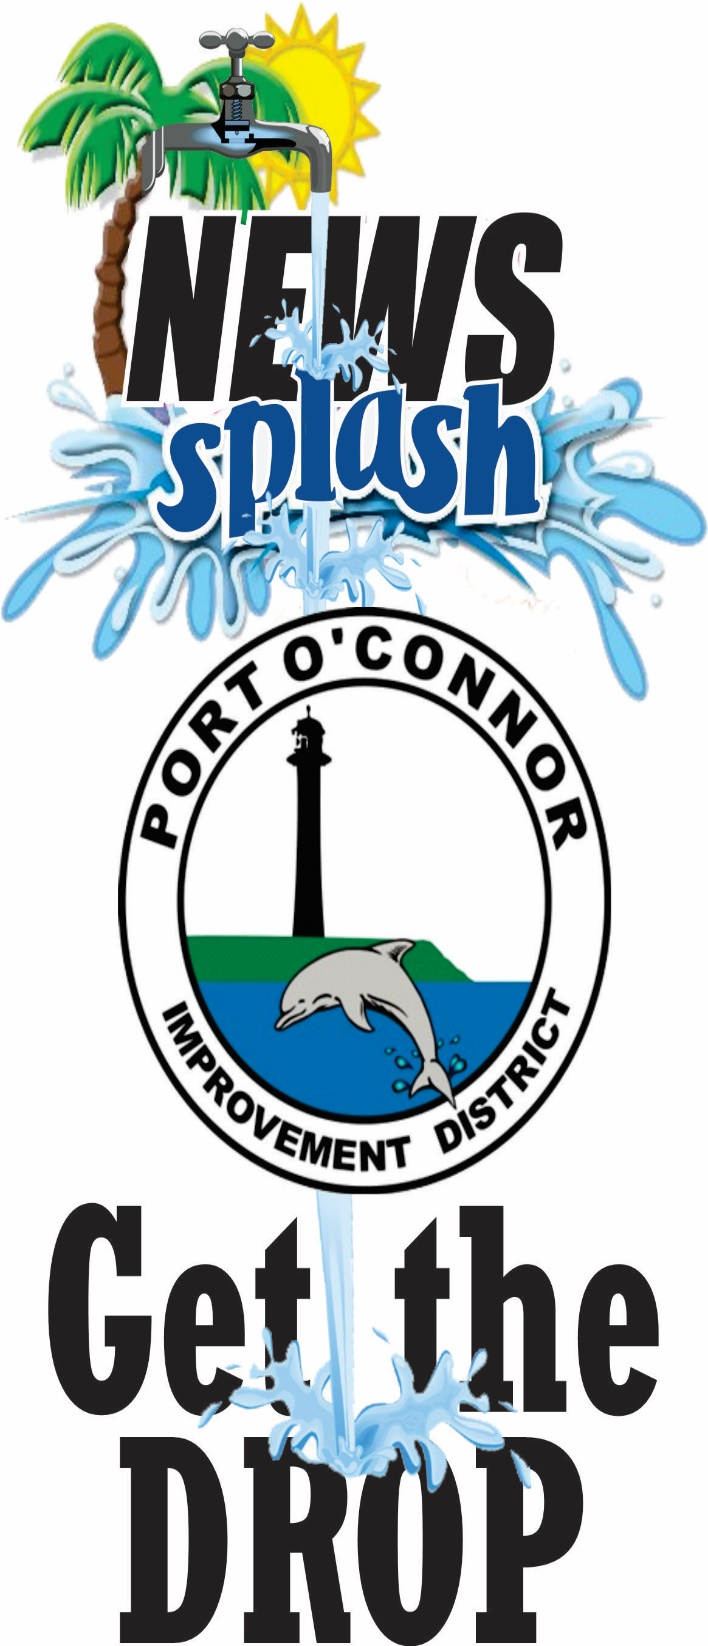 NEWS
splash
PORT O'CONNOR
IMPROVEMENT DISTRICT
Get the
DROP